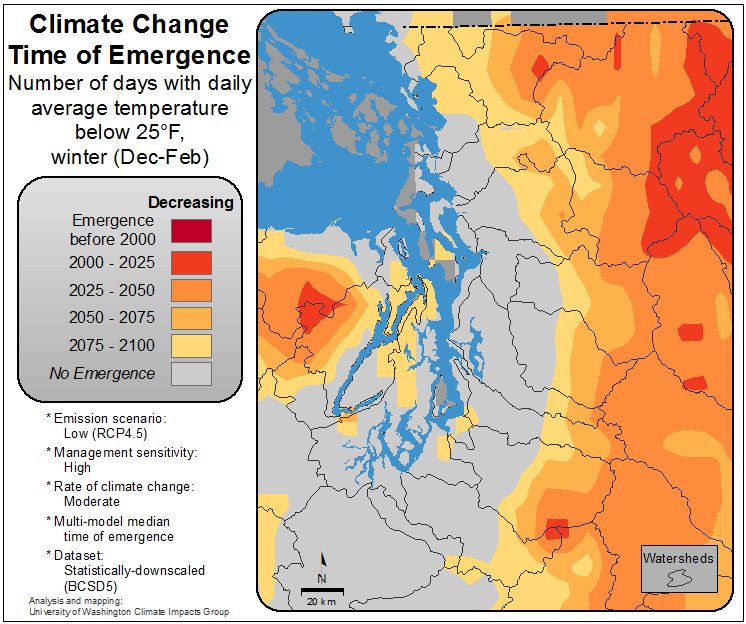 Climate Change
Time of Emergence
Number of days with daily
average temperature
below 25°F,
winter (Dec-Feb)
Decreasing
Emergence
before 2000
2000 - 2025
2025 - 2050
2050 - 2075
2075 - 2100
No Emergence
* Emission scenario:
Low (RCP4.5)
* Management sensitivity:
High
* Rate of climate change:
Moderate
* Multi-model median
time of emergence
* Dataset:
Statistically-downscaled
(BCSD5)
Analysis and mapping:
University of Washington Climate Impacts Group
N
20 km
Watersheds